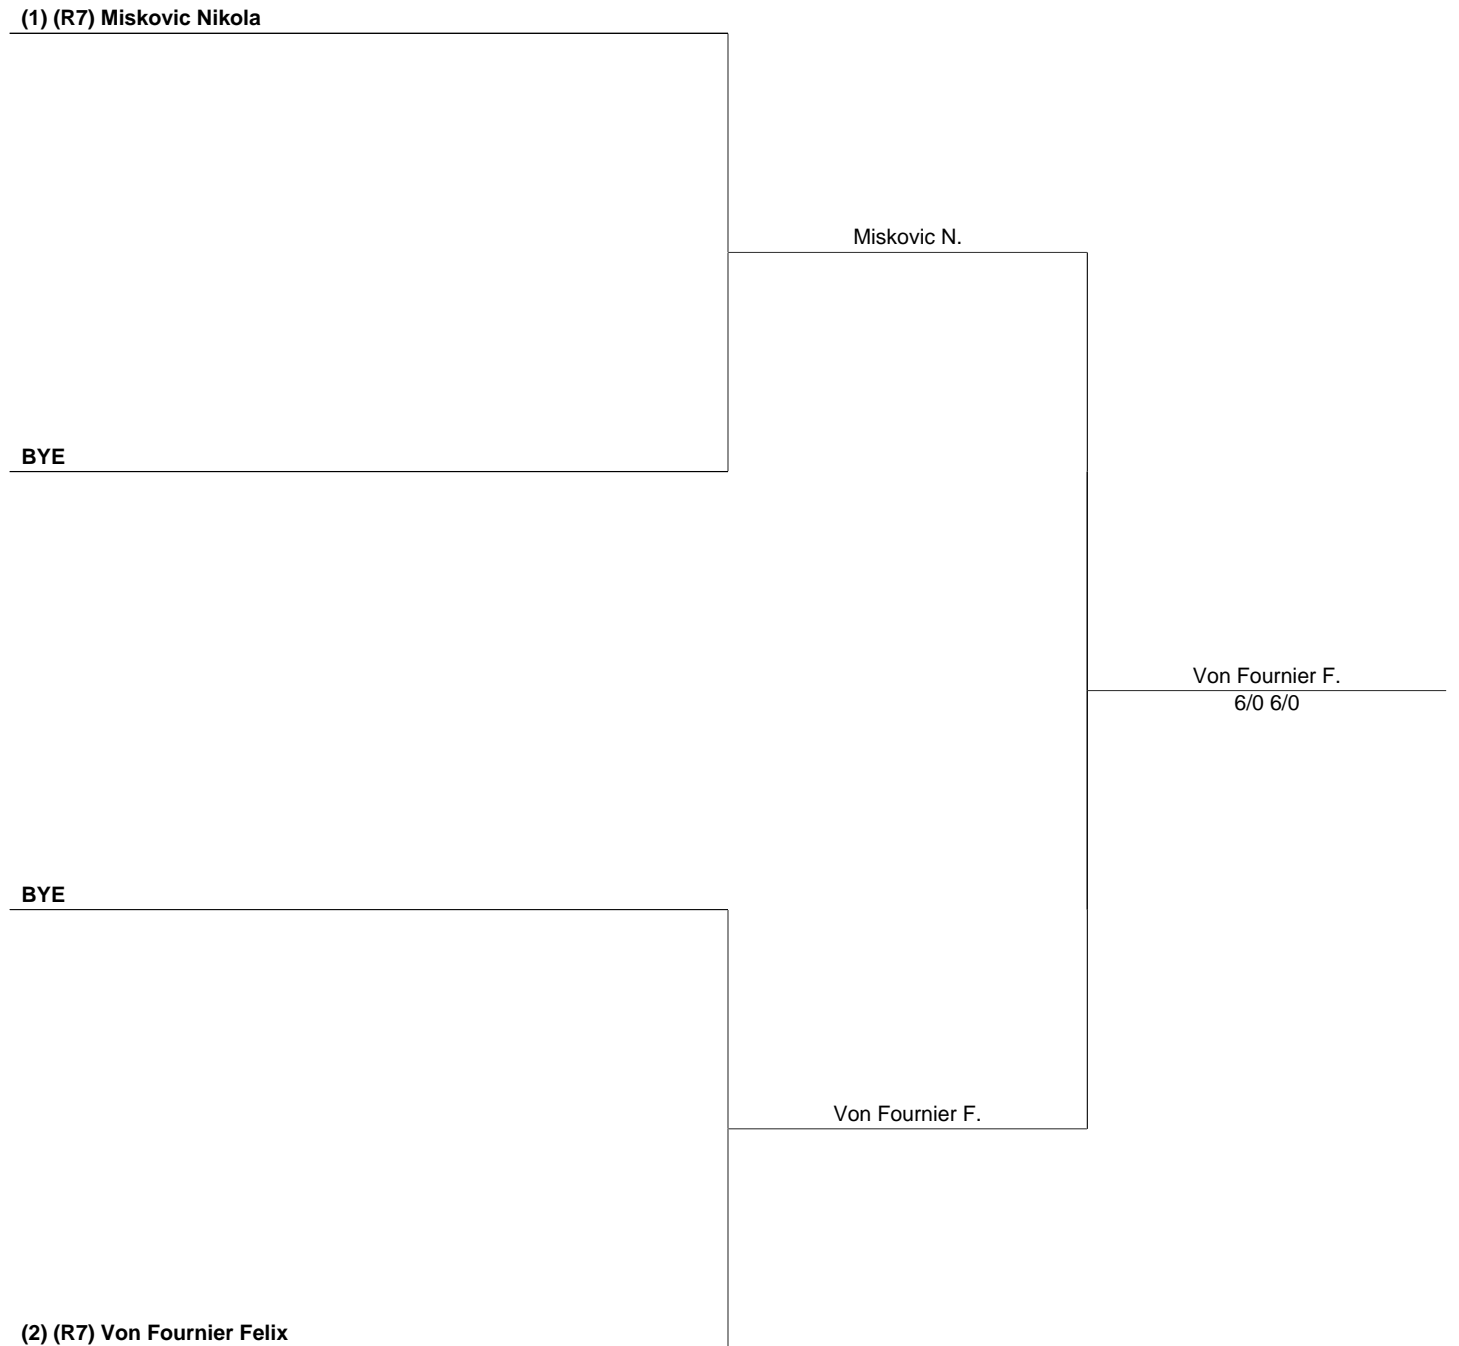 (1) (R7) Miskovic Nikola
Miskovic N.
BYE
Von Fournier F.
6/0 6/0
BYE
Von Fournier F.
(2) (R7) Von Fournier Felix